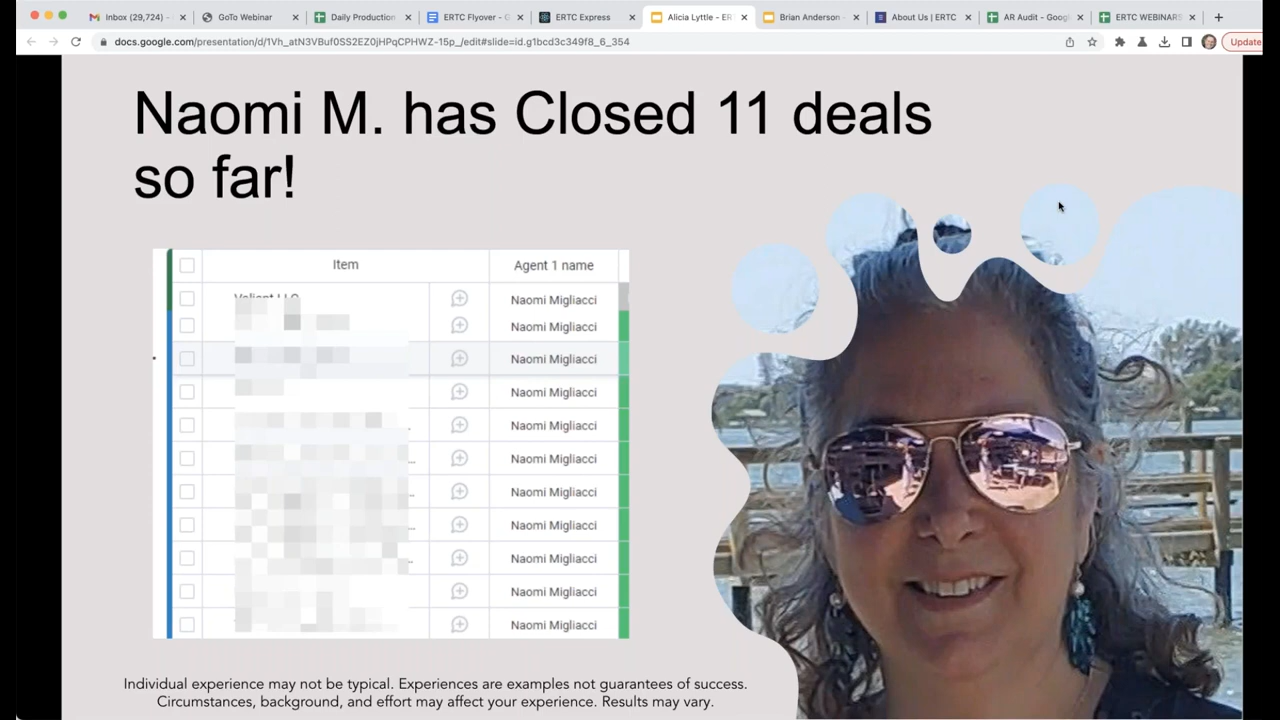 Inbox (29,724) -
GoTo Webinar
Daily Production
ERTC Flyover - G
ERTC Express
Alicia Lyttle - ER
Brian Anderson -
About Us | ERTC
AR Audit - Goog
ERTC WEBINARS
docs.google.com/presentation/d/1Vh_atN3VBuf0SS2EZ0jHPqCPHWZ-15p_/edit#slide=id.g1bcd3c349f8_6_354
Update
Naomi M. has Closed 11 deals
so far!
Item
Agent 1 name
Naomi Migliacci
Naomi Migliacci
Naomi Migliacci
Naomi Migliacci
Naomi Migliacci
Naomi Migliacci
Naomi Migliacci
Naomi Migliacci
Naomi Migliacci
Naomi Migliacci
Naomi Migliacci
Individual experience may not be typical. Experiences are examples not guarantees of success.
Circumstances, background, and effort may affect your experience. Results may vary.